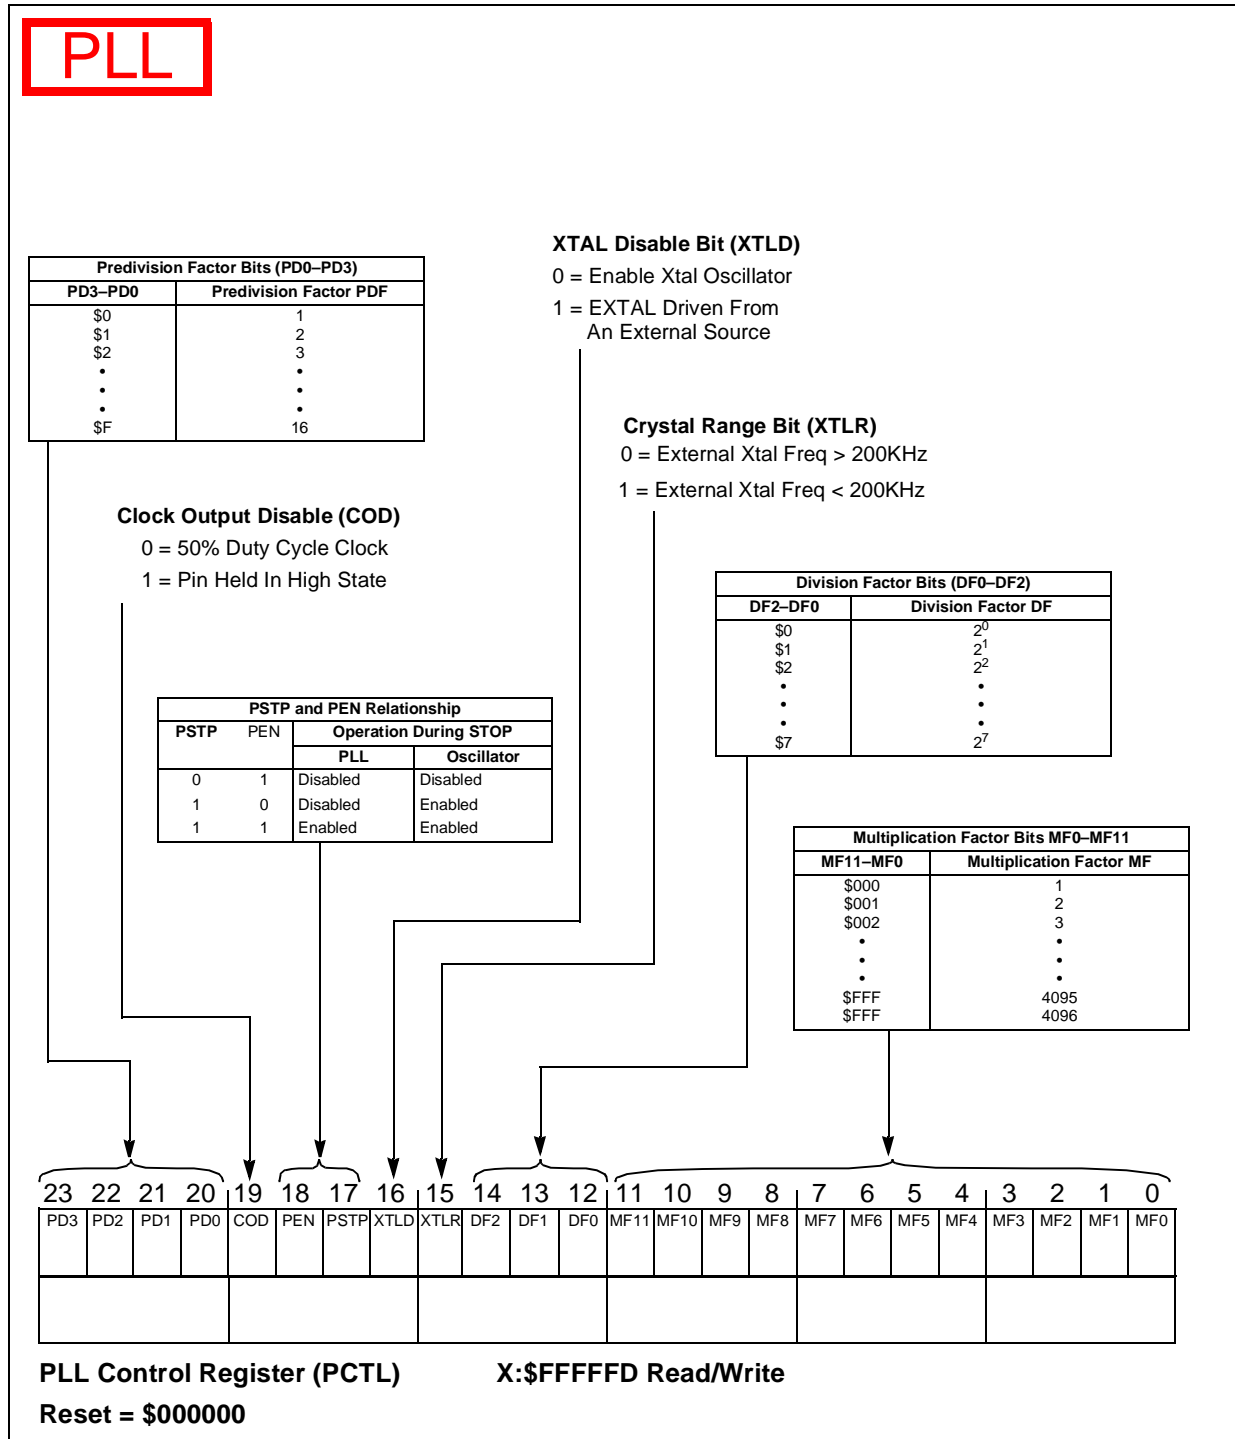 PLL
XTAL Disable Bit (XTLD)
0 = Enable Xtal Oscillator
1 = EXTAL Driven From
An External Source
Predivision Factor Bits (PD0–PD3)
PD3–PD0 Predivision Factor PDF
$0 1
$1 2
$2 3
• •
• •
• •
$F 16
Crystal Range Bit (XTLR)
0 = External Xtal Freq > 200KHz
1 = External Xtal Freq < 200KHz
Clock Output Disable (COD)
0 = 50% Duty Cycle Clock
1 = Pin Held In High State
Division Factor Bits (DF0–DF2)
DF2–DF0 Division Factor DF
$0 2^0
$1 2^1
$2 2^2
• •
• •
• •
$7 2^7
PSTP and PEN Relationship
PSTP PEN Operation During STOP
PLL Oscillator
0 1 Disabled Disabled
1 0 Disabled Enabled
1 1 Enabled Enabled
Multiplication Factor Bits MF0–MF11
MF11–MF0 Multiplication Factor MF
$000 1
$001 2
$002 3
• •
• •
• •
$FFF 4095
$FFF 4096
23 22 21 20 19 18 17 16 15 14 13 12 11 10 9 8 7 6 5 4 3 2 1 0
PD3 PD2 PD1 PD0 COD PEN PSTP XTLD XTLR DF2 DF1 DF0 MF11 MF10 MF9 MF8 MF7 MF6 MF5 MF4 MF3 MF2 MF1 MF0
PLL Control Register (PCTL) X:$FFFFFD Read/Write
Reset = $000000